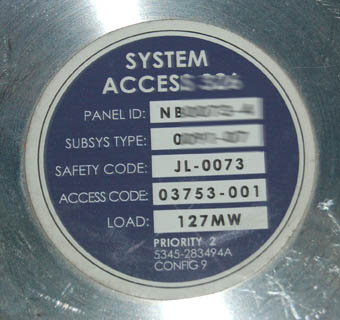 SYSTEM
ACCESS
PANEL ID:
SUBSYS TYPE:
SAFETY CODE: JL-0073
ACCESS CODE: 03753-001
LOAD: 127MW
PRIORITY 2
5345-283494A
CONFIG 9